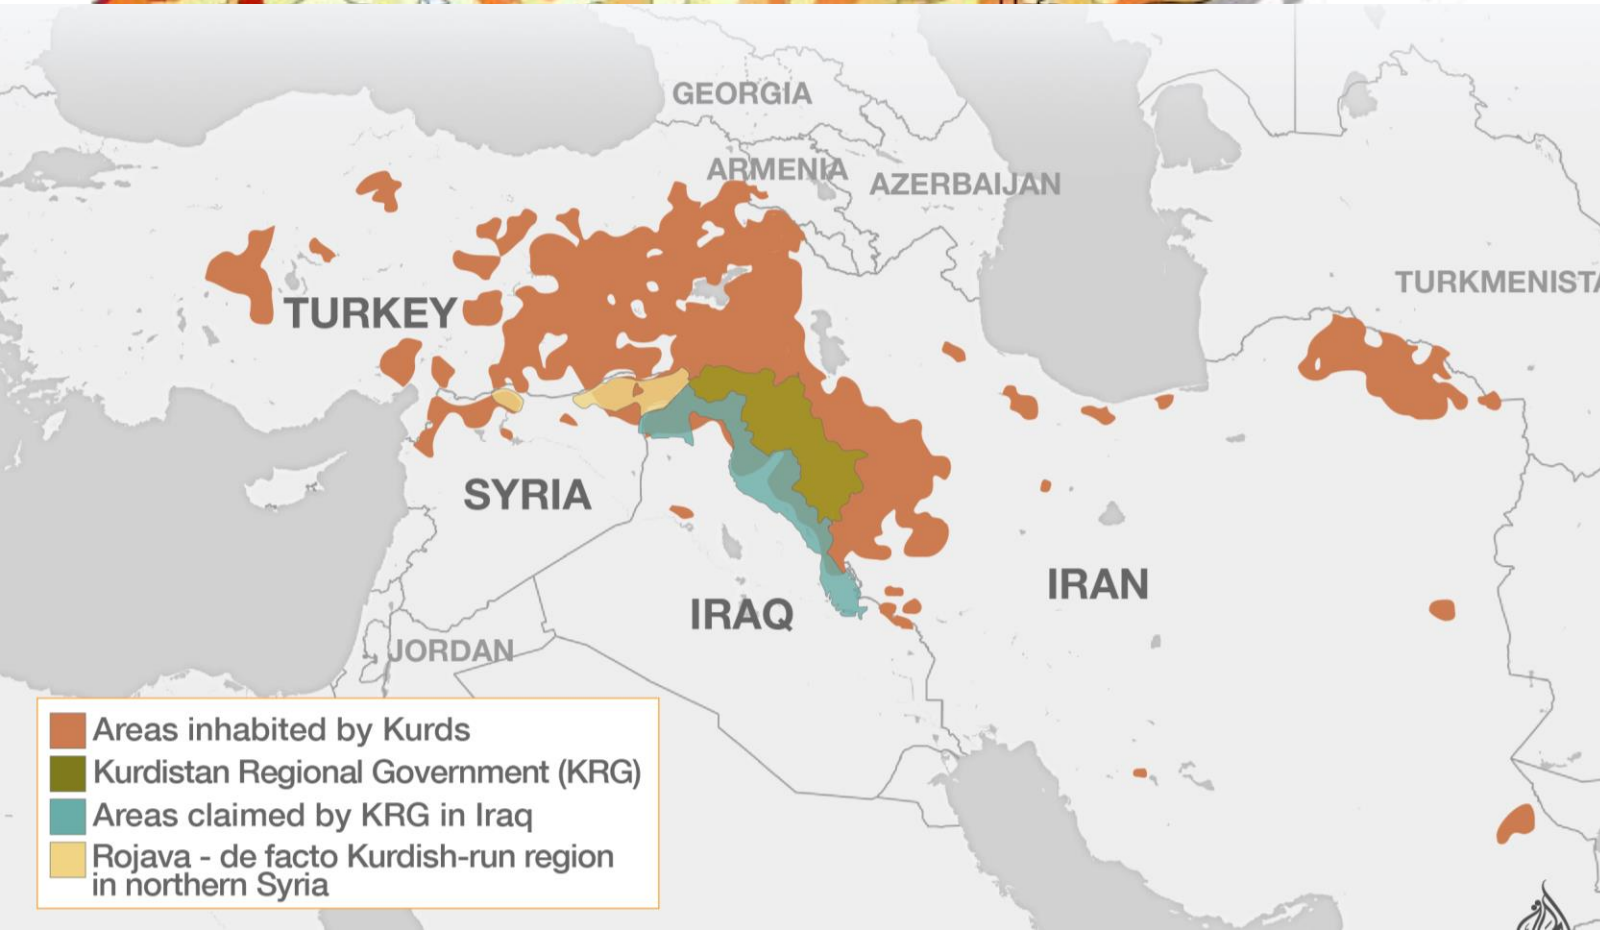 GEORGIA
ARMENIA
AZERBAIJAN
TURKMENISTA
TURKEY
SYRIA
IRAQ
IRAN
JORDAN
Areas inhabited by Kurds
Kurdistan Regional Government (KRG)
Areas claimed by KRG in Iraq
Rojava - de facto Kurdish-run region
in northern Syria